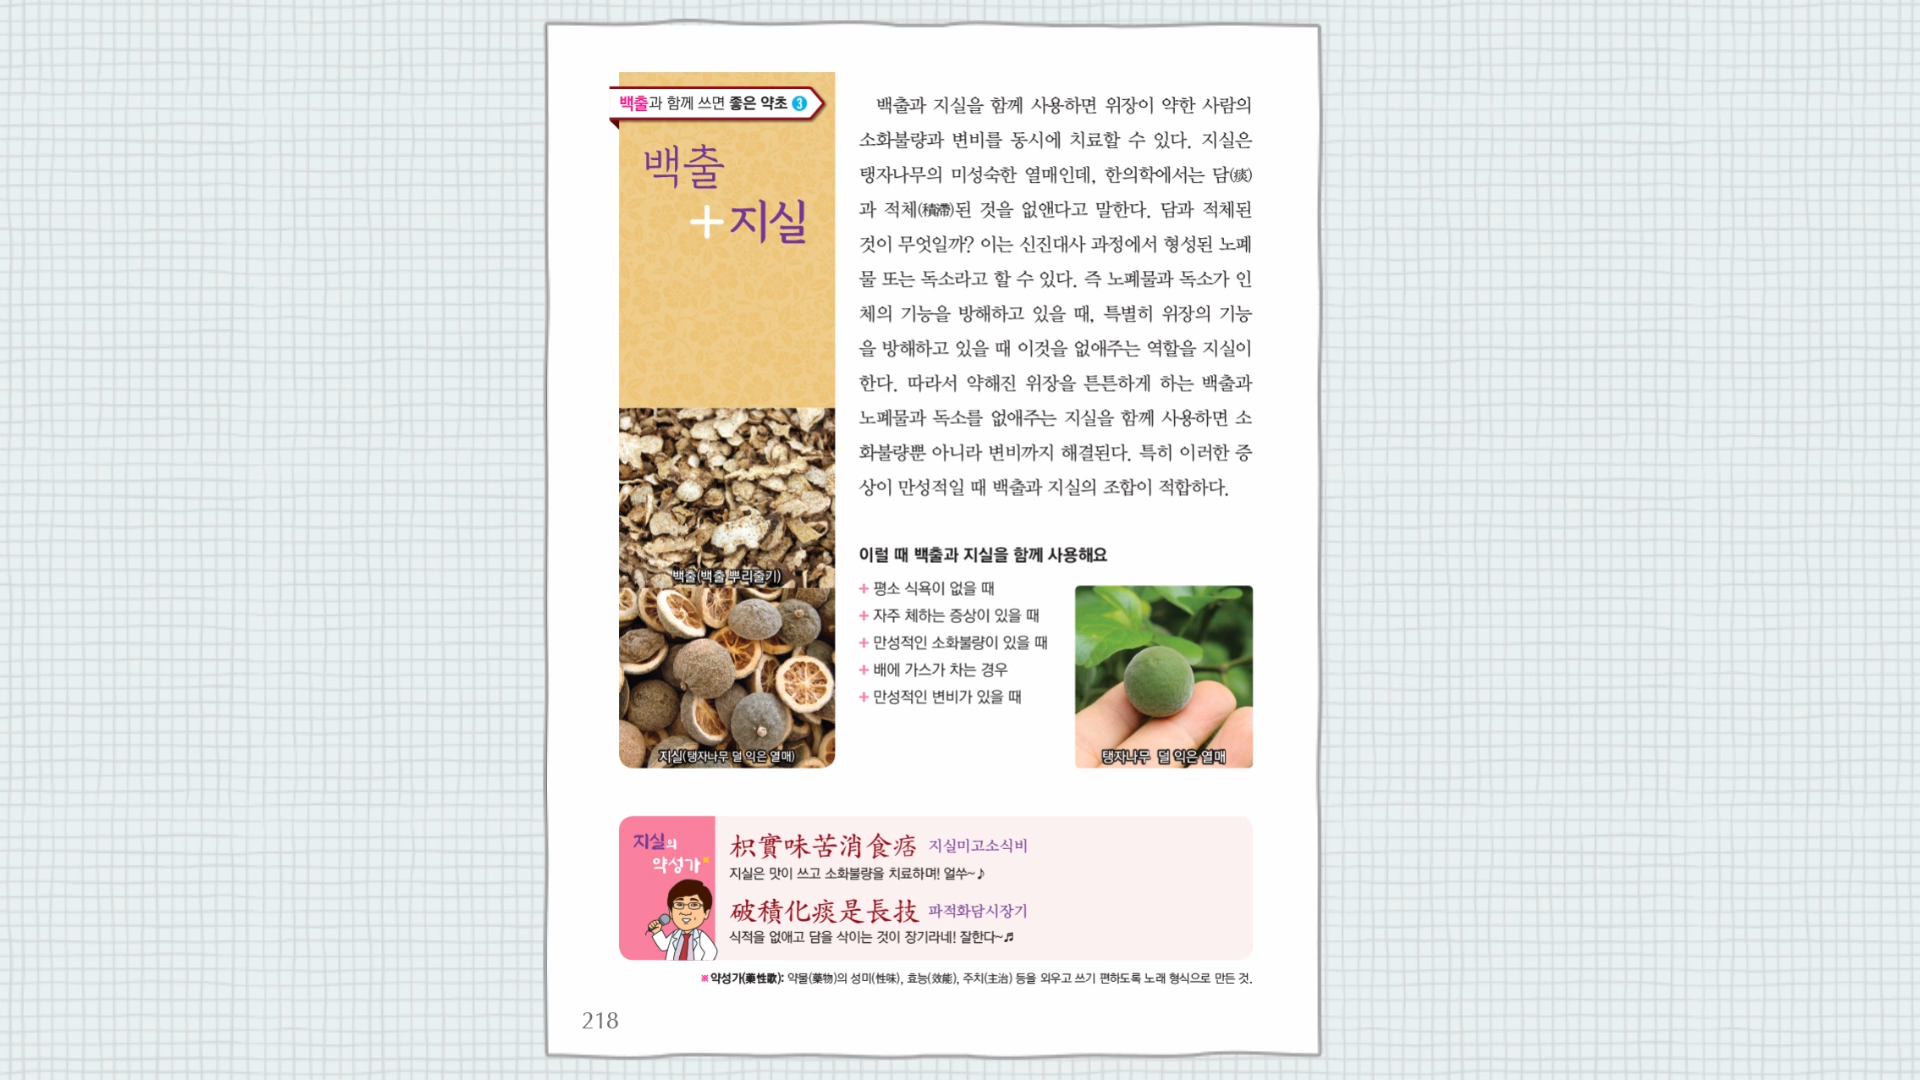 백출과 함께 쓰면 좋은 약초 3
백출
+지실
백출(백출 뿌리줄기)
지실(탱자나무 덜 익은 열매)
백출과 지실을 함께 사용하면 위장이 약한 사람의
소화불량과 변비를 동시에 치료할 수 있다. 지실은
탱자나무의 미성숙한 열매인데, 한의학에서는 담(痰)
과 적체(積滯)된 것을 없앤다고 말한다. 담과 적체된
것이 무엇일까? 이는 신진대사 과정에서 형성된 노폐
물 또는 독소라고 할 수 있다. 즉 노폐물과 독소가 인
체의 기능을 방해하고 있을 때, 특별히 위장의 기능
을 방해하고 있을 때 이것을 없애주는 역할을 지실이
한다. 따라서 약해진 위장을 튼튼하게 하는 백출과
노폐물과 독소를 없애주는 지실을 함께 사용하면 소
화불량뿐 아니라 변비까지 해결된다. 특히 이러한 증
상이 만성적일 때 백출과 지실의 조합이 적합하다.
이럴 때 백출과 지실을 함께 사용해요
+ 평소 식욕이 없을 때
+ 자주 체하는 증상이 있을 때
+ 만성적인 소화불량이 있을 때
+ 배에 가스가 차는 경우
+ 만성적인 변비가 있을 때
탱자나무 덜 익은 열매
지실의
약성가※
枳實味苦消食痞 지실미고소식비
지실은 맛이 쓰고 소화불량을 치료하며! 얼쑤~♪
破積化痰是長技 파적화담시장기
식적을 없애고 담을 삭이는 것이 장기라네! 잘한다~♬
※약성가(藥性歌): 약물(藥物)의 성미(性味), 효능(效能), 주치(主治) 등을 외우고 쓰기 편하도록 노래 형식으로 만든 것.
218